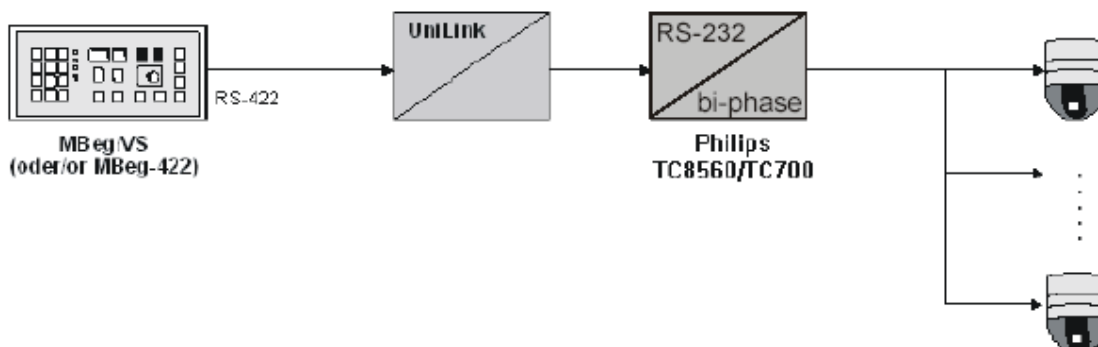 UniLink
RS-232
bi-phase
RS-422
MBeg/VS
(oder/or MBeg-422)
Philips
TC8560/TC700